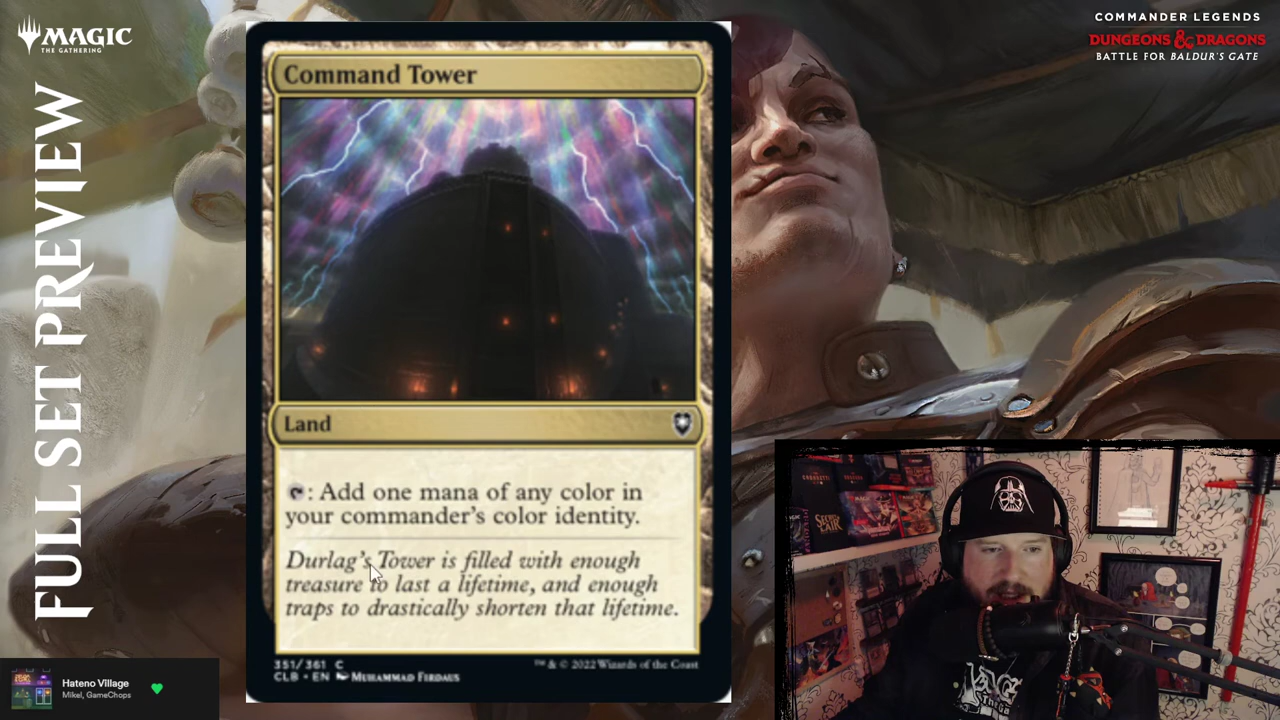 MAGIC
THE GATHERING
FULL SET PREVIEW
Command Tower
Land
: Add one mana of any color in
your commander's color identity.
Durlag's Tower is filled with enough
treasure to last a lifetime, and enough
traps to drastically shorten that lifetime.
351/361 C
CLB • EN MUHAMMAD FIRDAUS
™ & © 2022 Wizards of the Coast
COMMANDER LEGENDS
DUNGEONS & DRAGONS
BATTLE FOR BALDUR'S GATE
Hateno Village
Mikel, GameChops
SECRET
LAIR